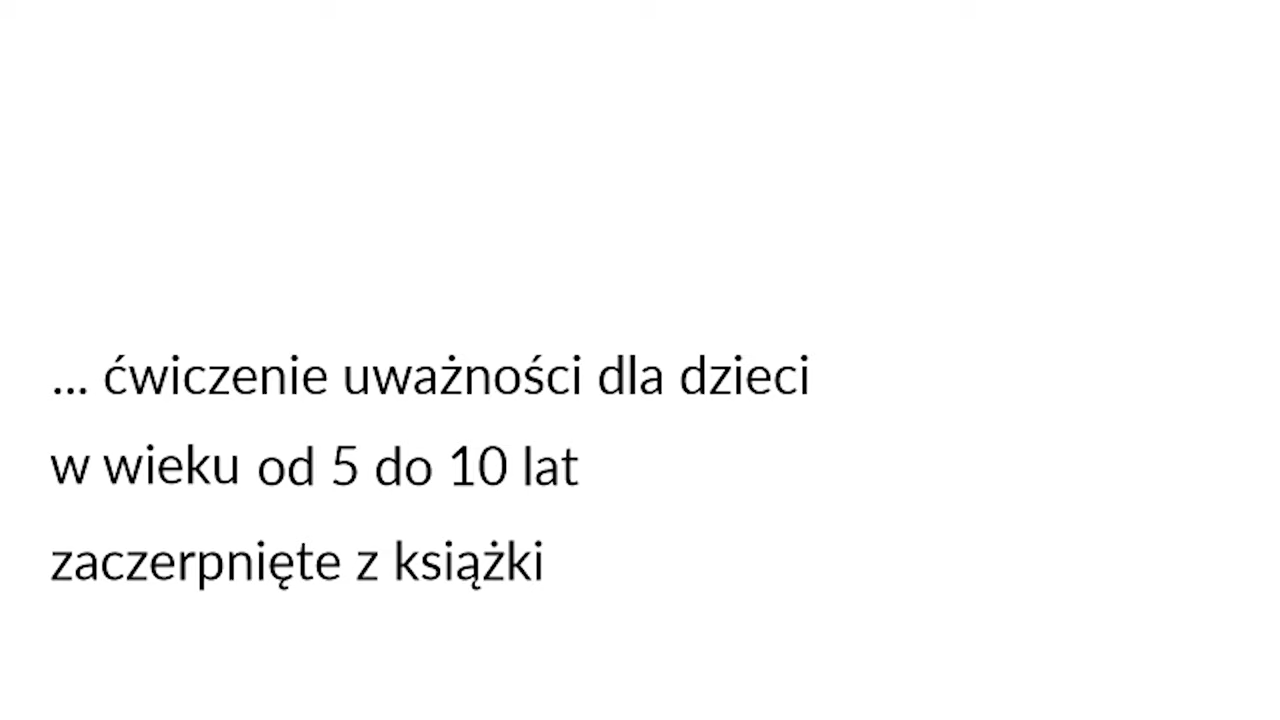 ... ćwiczenie uważności dla dzieci
w wieku od 5 do 10 lat
zaczerpnięte z książki